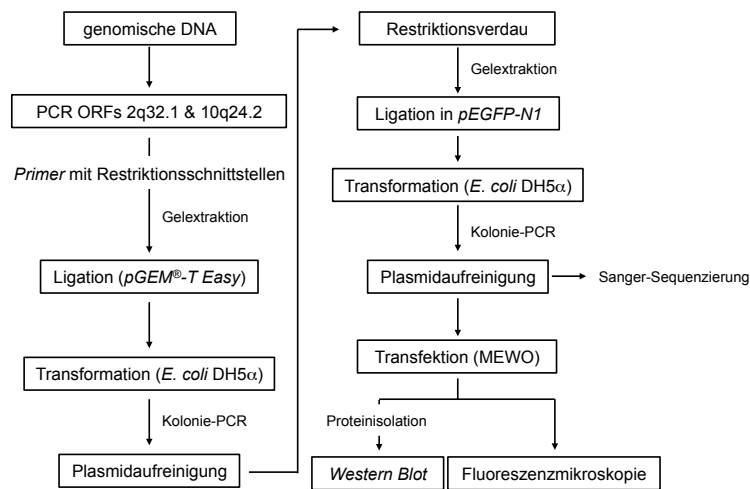 genomische DNA
PCR ORFs 2q32.1 & 10q24.2
Primer mit Restriktionsschnittstellen
Gelextraktion
Ligation (pGEM®-T Easy)
Transformation (E. coli DH5α)
Kolonie-PCR
Plasmidaufreinigung
Restriktionsverdau
Gelextraktion
Ligation in pEGFP-N1
Transformation (E. coli DH5α)
Kolonie-PCR
Plasmidaufreinigung
Sanger-Sequenzierung
Transfektion (MEWO)
Proteinisolation
Western Blot
Fluoreszenzmikroskopie